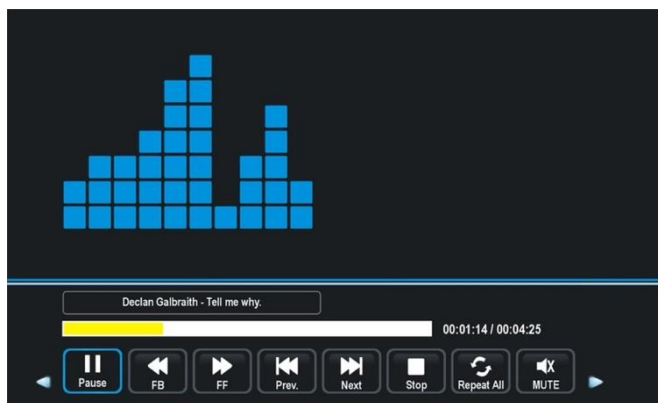 Declan Galbraith - Tell me why.
00:01:14 / 00:04:25
Pause FB FF Prev. Next Stop Repeat All MUTE